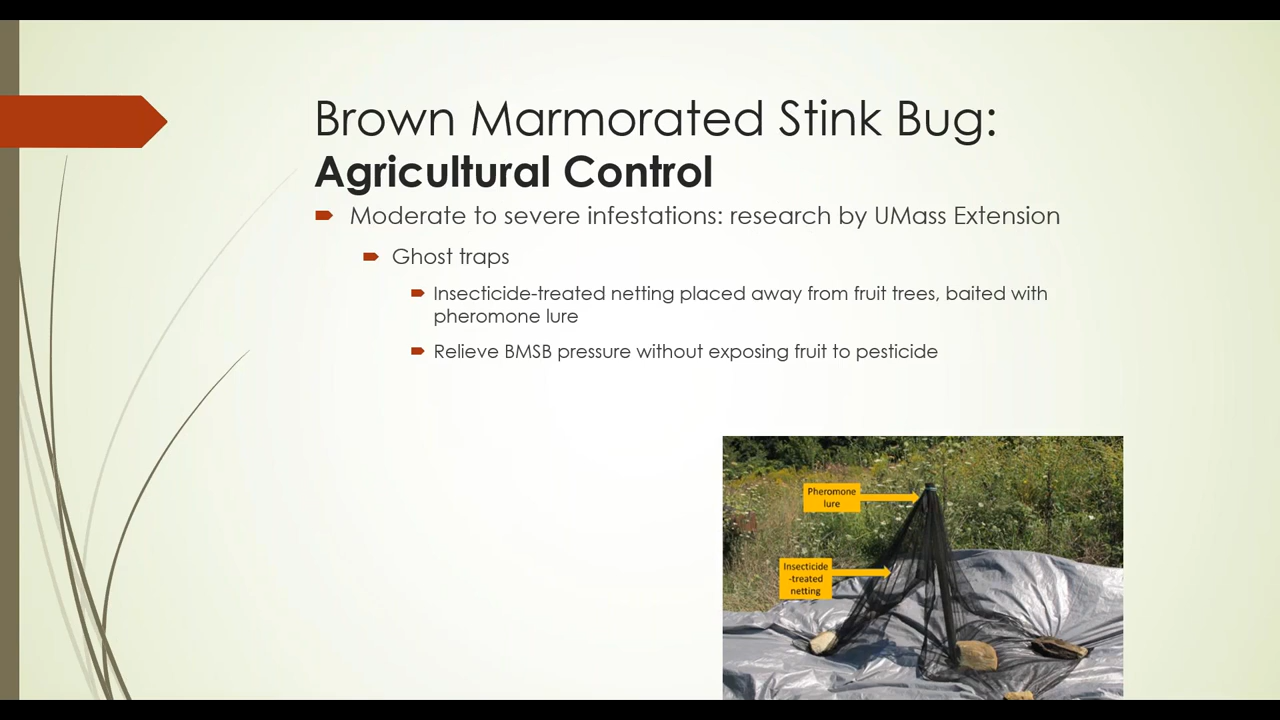 Brown Marmorated Stink Bug:
Agricultural Control
Moderate to severe infestations: research by UMass Extension
Ghost traps
Insecticide-treated netting placed away from fruit trees, baited with
pheromone lure
Relieve BMSB pressure without exposing fruit to pesticide
Pheromone
lure
Insecticide
-treated
netting